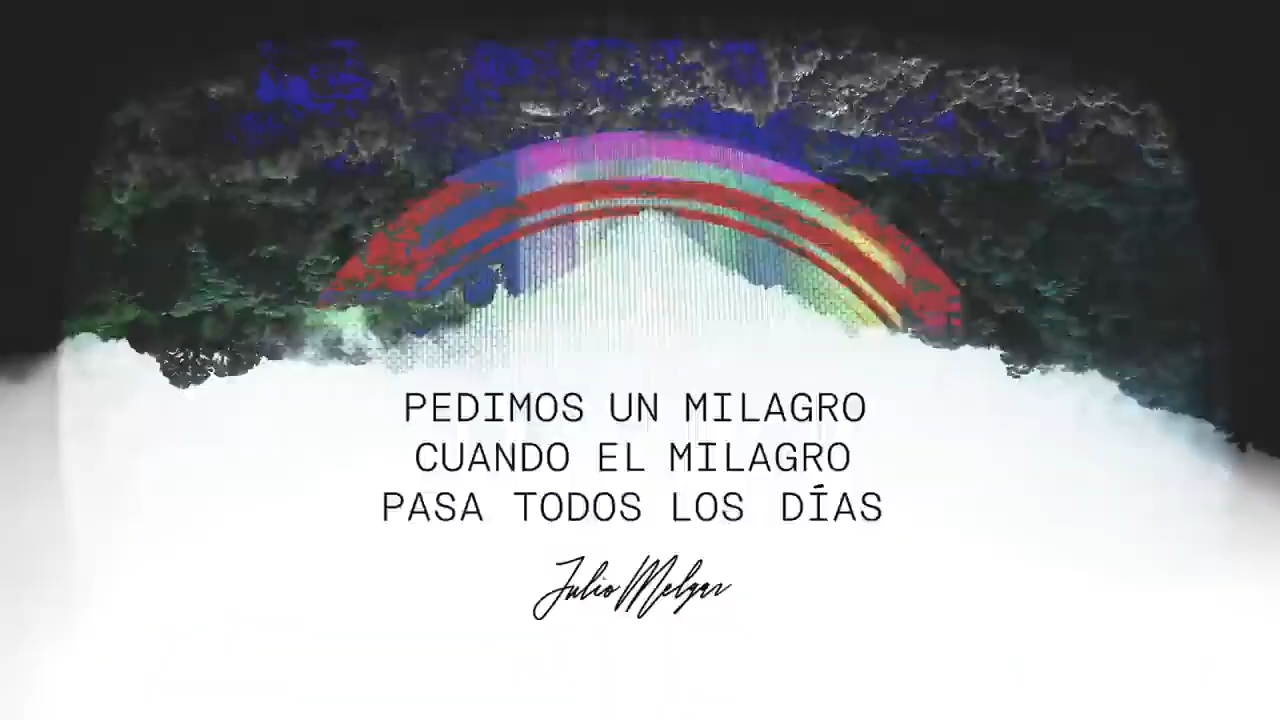 PEDIMOS UN MILAGRO
CUANDO EL MILAGRO
PASA TODOS LOS DÍAS
Julio Melgar